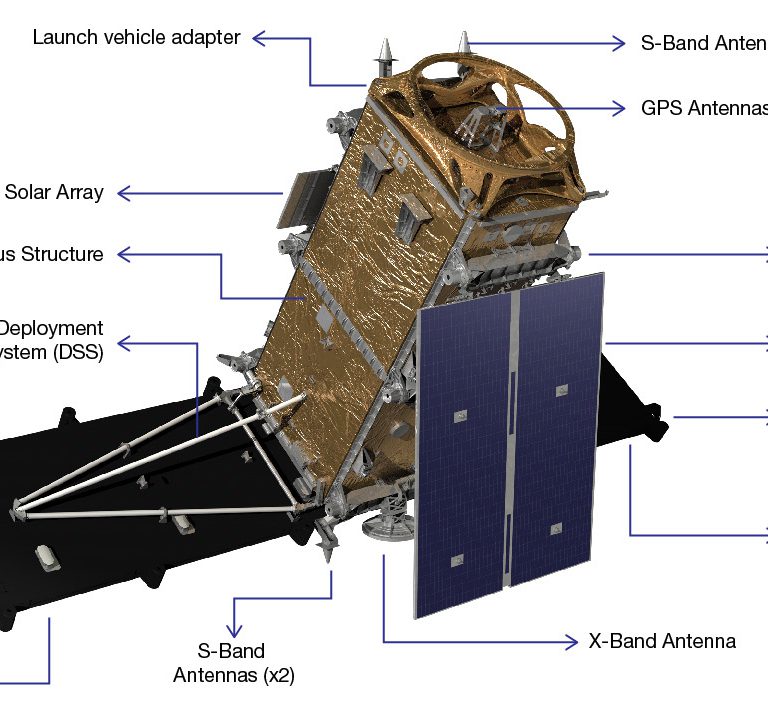 Launch vehicle adapter
S-Band Anten
GPS Antennas
Solar Array
us Structure
Deployment
ystem (DSS)
S-Band
Antennas (x2)
X-Band Antenna